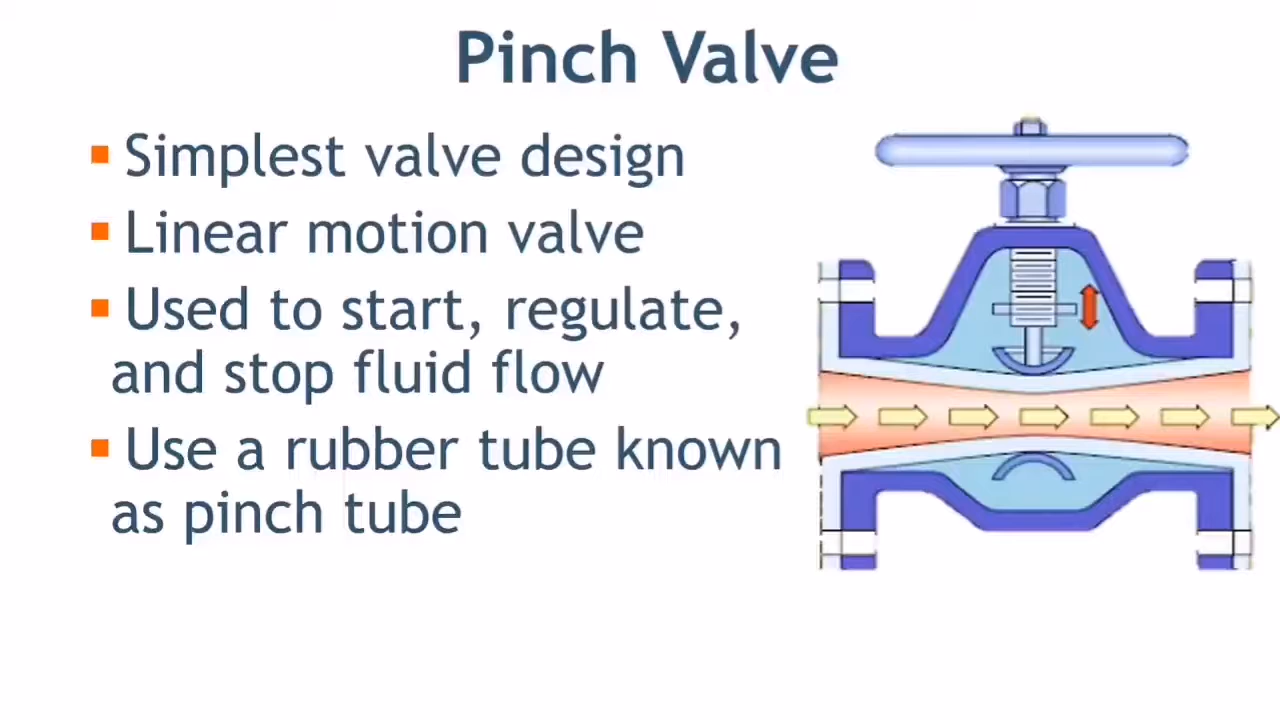 Pinch Valve
Simplest valve design
Linear motion valve
Used to start, regulate,
and stop fluid flow
Use a rubber tube known
as pinch tube